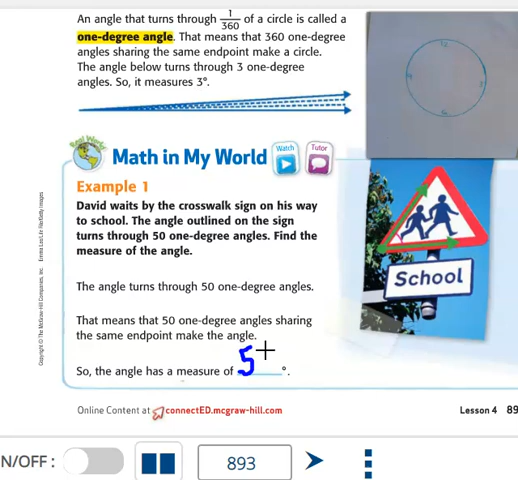 An angle that turns through 1/360 of a circle is called a
one-degree angle. That means that 360 one-degree
angles sharing the same endpoint make a circle.
The angle below turns through 3 one-degree
angles. So, it measures 3°.
12
6
Real World
Math in My World
Watch
Tutor
Example 1
David waits by the crosswalk sign on his way
to school. The angle outlined on the sign
turns through 50 one-degree angles. Find the
measure of the angle.
School
The angle turns through 50 one-degree angles.
That means that 50 one-degree angles sharing
the same endpoint make the angle.
So, the angle has a measure of 5 °.
Online Content at connectED.mcgraw-hill.com
Lesson 4 89
N/OFF :
893